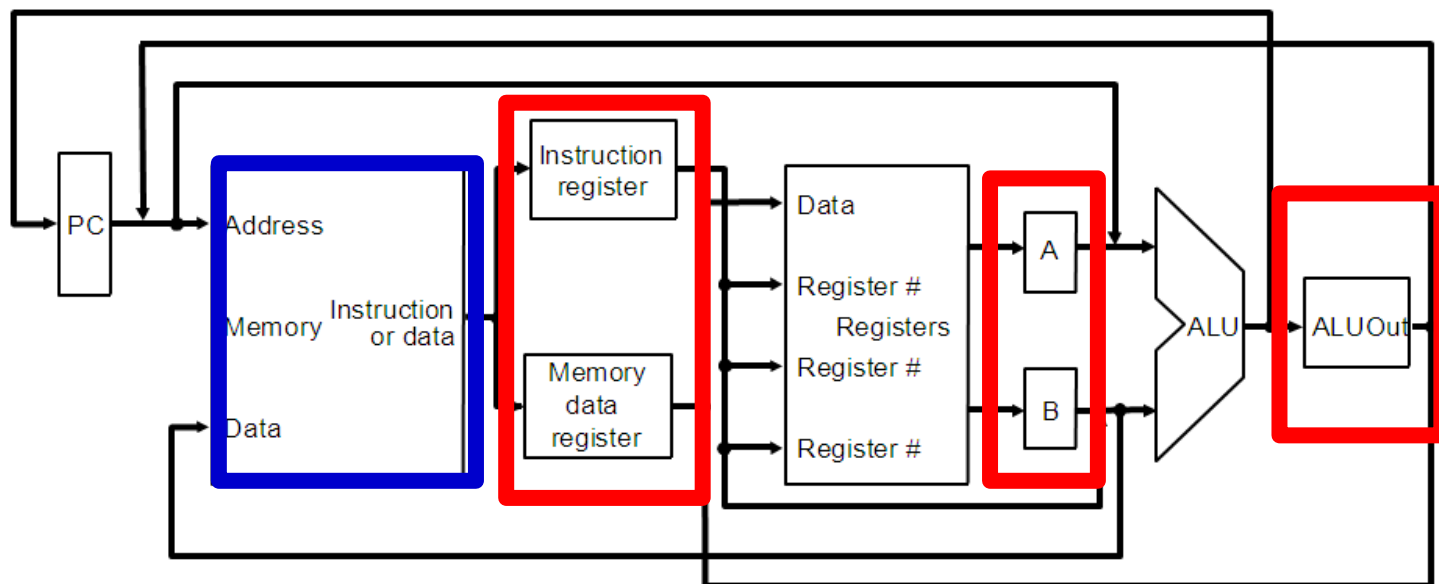 PC
Address
Memory
Data
Instruction
or data
Instruction
register
Memory
data
register
Data
Register #
Registers
Register #
Register #
A
B
ALU
ALUOut